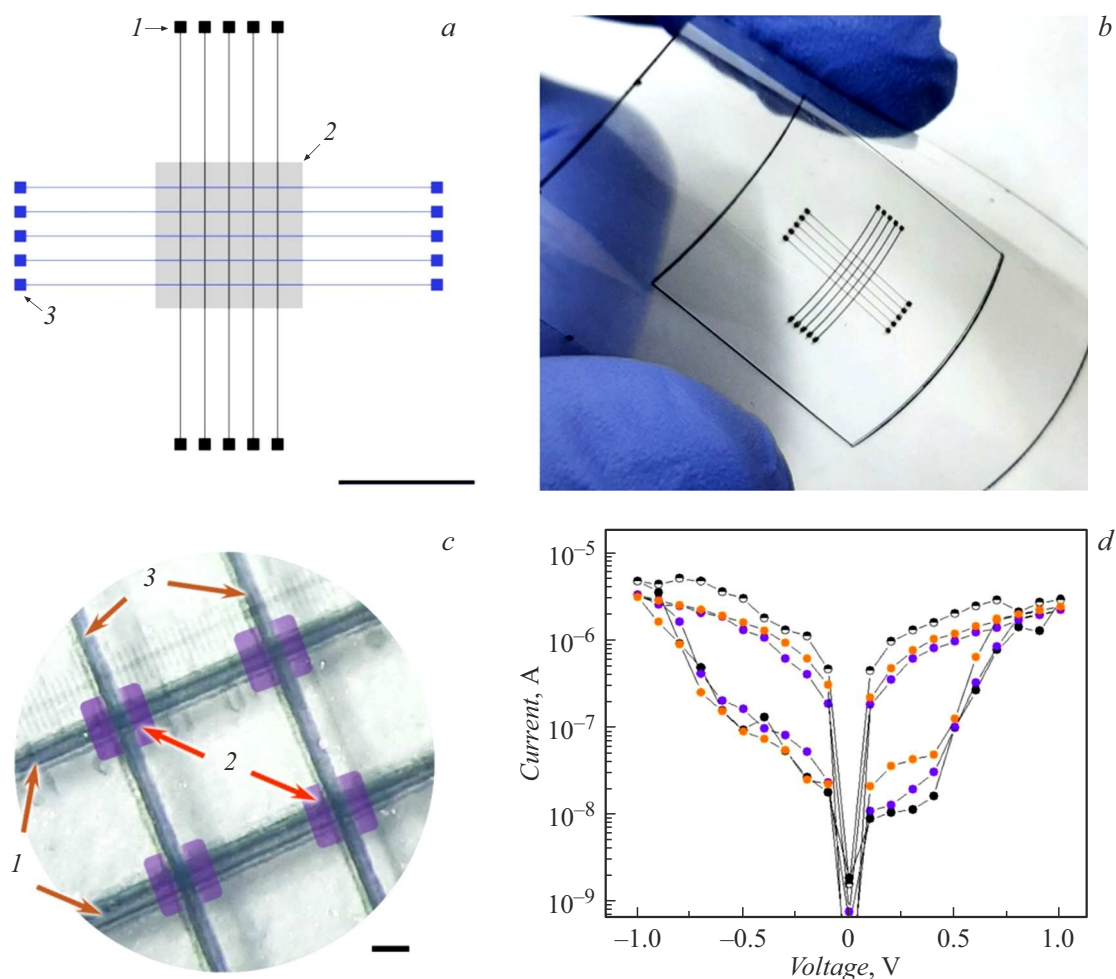 1
a
2
3
b
c
3
2
1
d
10⁻⁵
10⁻⁶
10⁻⁷
10⁻⁸
10⁻⁹
Current, A
–1.0
–0.5
0
0.5
1.0
Voltage, V